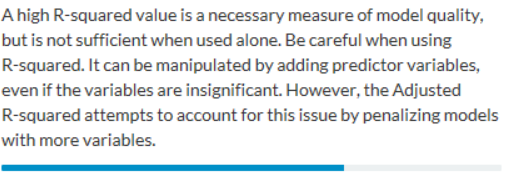 A high R-squared value is a necessary measure of model quality,
but is not sufficient when used alone. Be careful when using
R-squared. It can be manipulated by adding predictor variables,
even if the variables are insignificant. However, the Adjusted
R-squared attempts to account for this issue by penalizing models
with more variables.